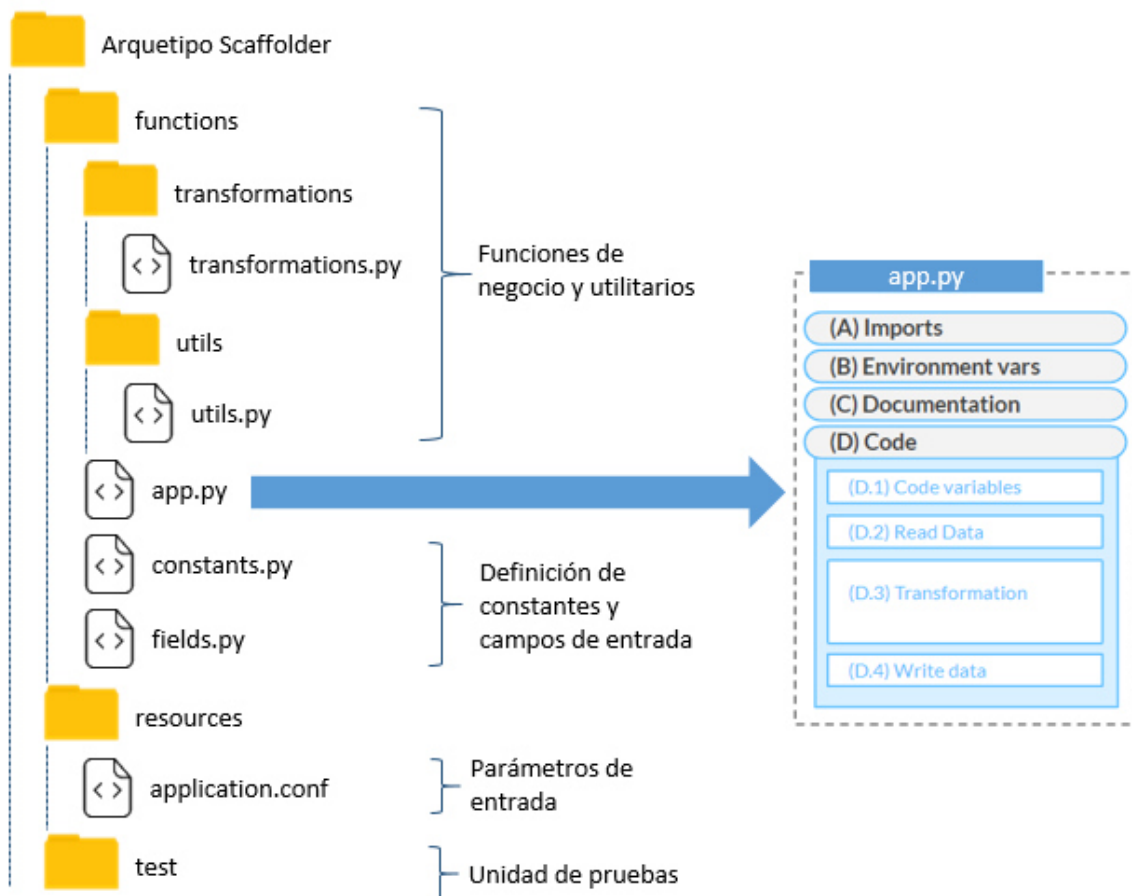 Arquetipo Scaffolder
functions
transformations
transformations.py
utils
utils.py
Funciones de
negocio y utilitarios
app.py
constants.py
fields.py
Definición de
constantes y
campos de entrada
resources
application.conf
Parámetros de
entrada
test
Unidad de pruebas
app.py
(A) Imports
(B) Environment vars
(C) Documentation
(D) Code
(D.1) Code variables
(D.2) Read Data
(D.3) Transformation
(D.4) Write data